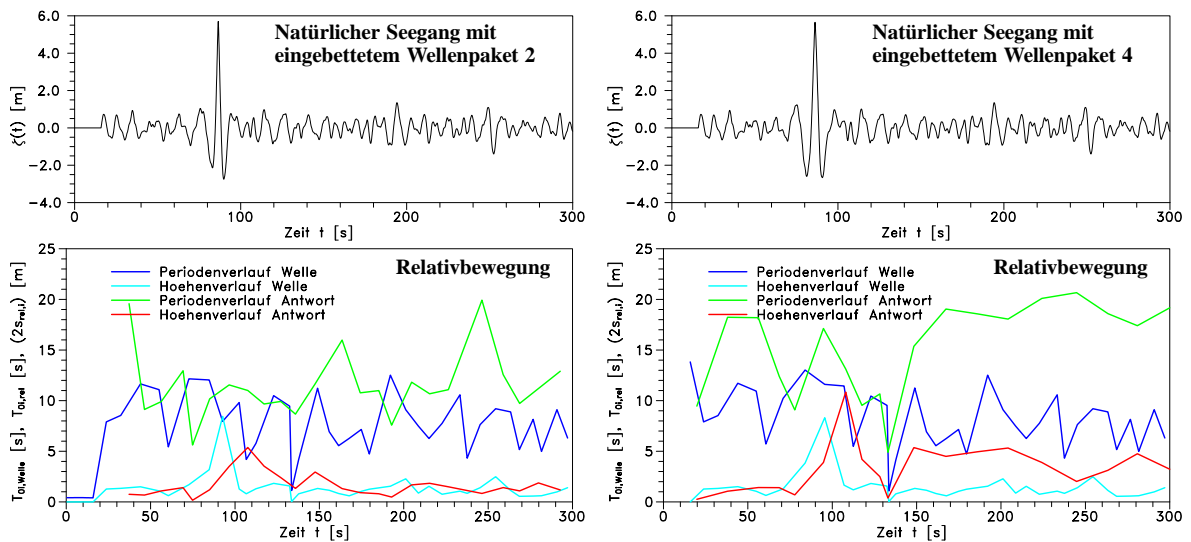 6.0
4.0
2.0
0.0
−2.0
−4.0
ζ(t) [m]
Natürlicher Seegang mit
eingebettetem Wellenpaket 2
0
100
200
300
Zeit t [s]
6.0
4.0
2.0
0.0
−2.0
−4.0
ζ(t) [m]
Natürlicher Seegang mit
eingebettetem Wellenpaket 4
0
100
200
300
Zeit t [s]
25
20
15
10
5
0
T0i,Welle [s], T0i,rel [s], (2srel,i) [m]
Periodenverlauf Welle
Hoehenverlauf Welle
Periodenverlauf Antwort
Hoehenverlauf Antwort
Relativbewegung
0 50 100 150 200 250 300
Zeit t [s]
25
20
15
10
5
0
T0i,Welle [s], T0i,rel [s], (2srel,i) [m]
Periodenverlauf Welle
Hoehenverlauf Welle
Periodenverlauf Antwort
Hoehenverlauf Antwort
Relativbewegung
0 50 100 150 200 250 300
Zeit t [s]